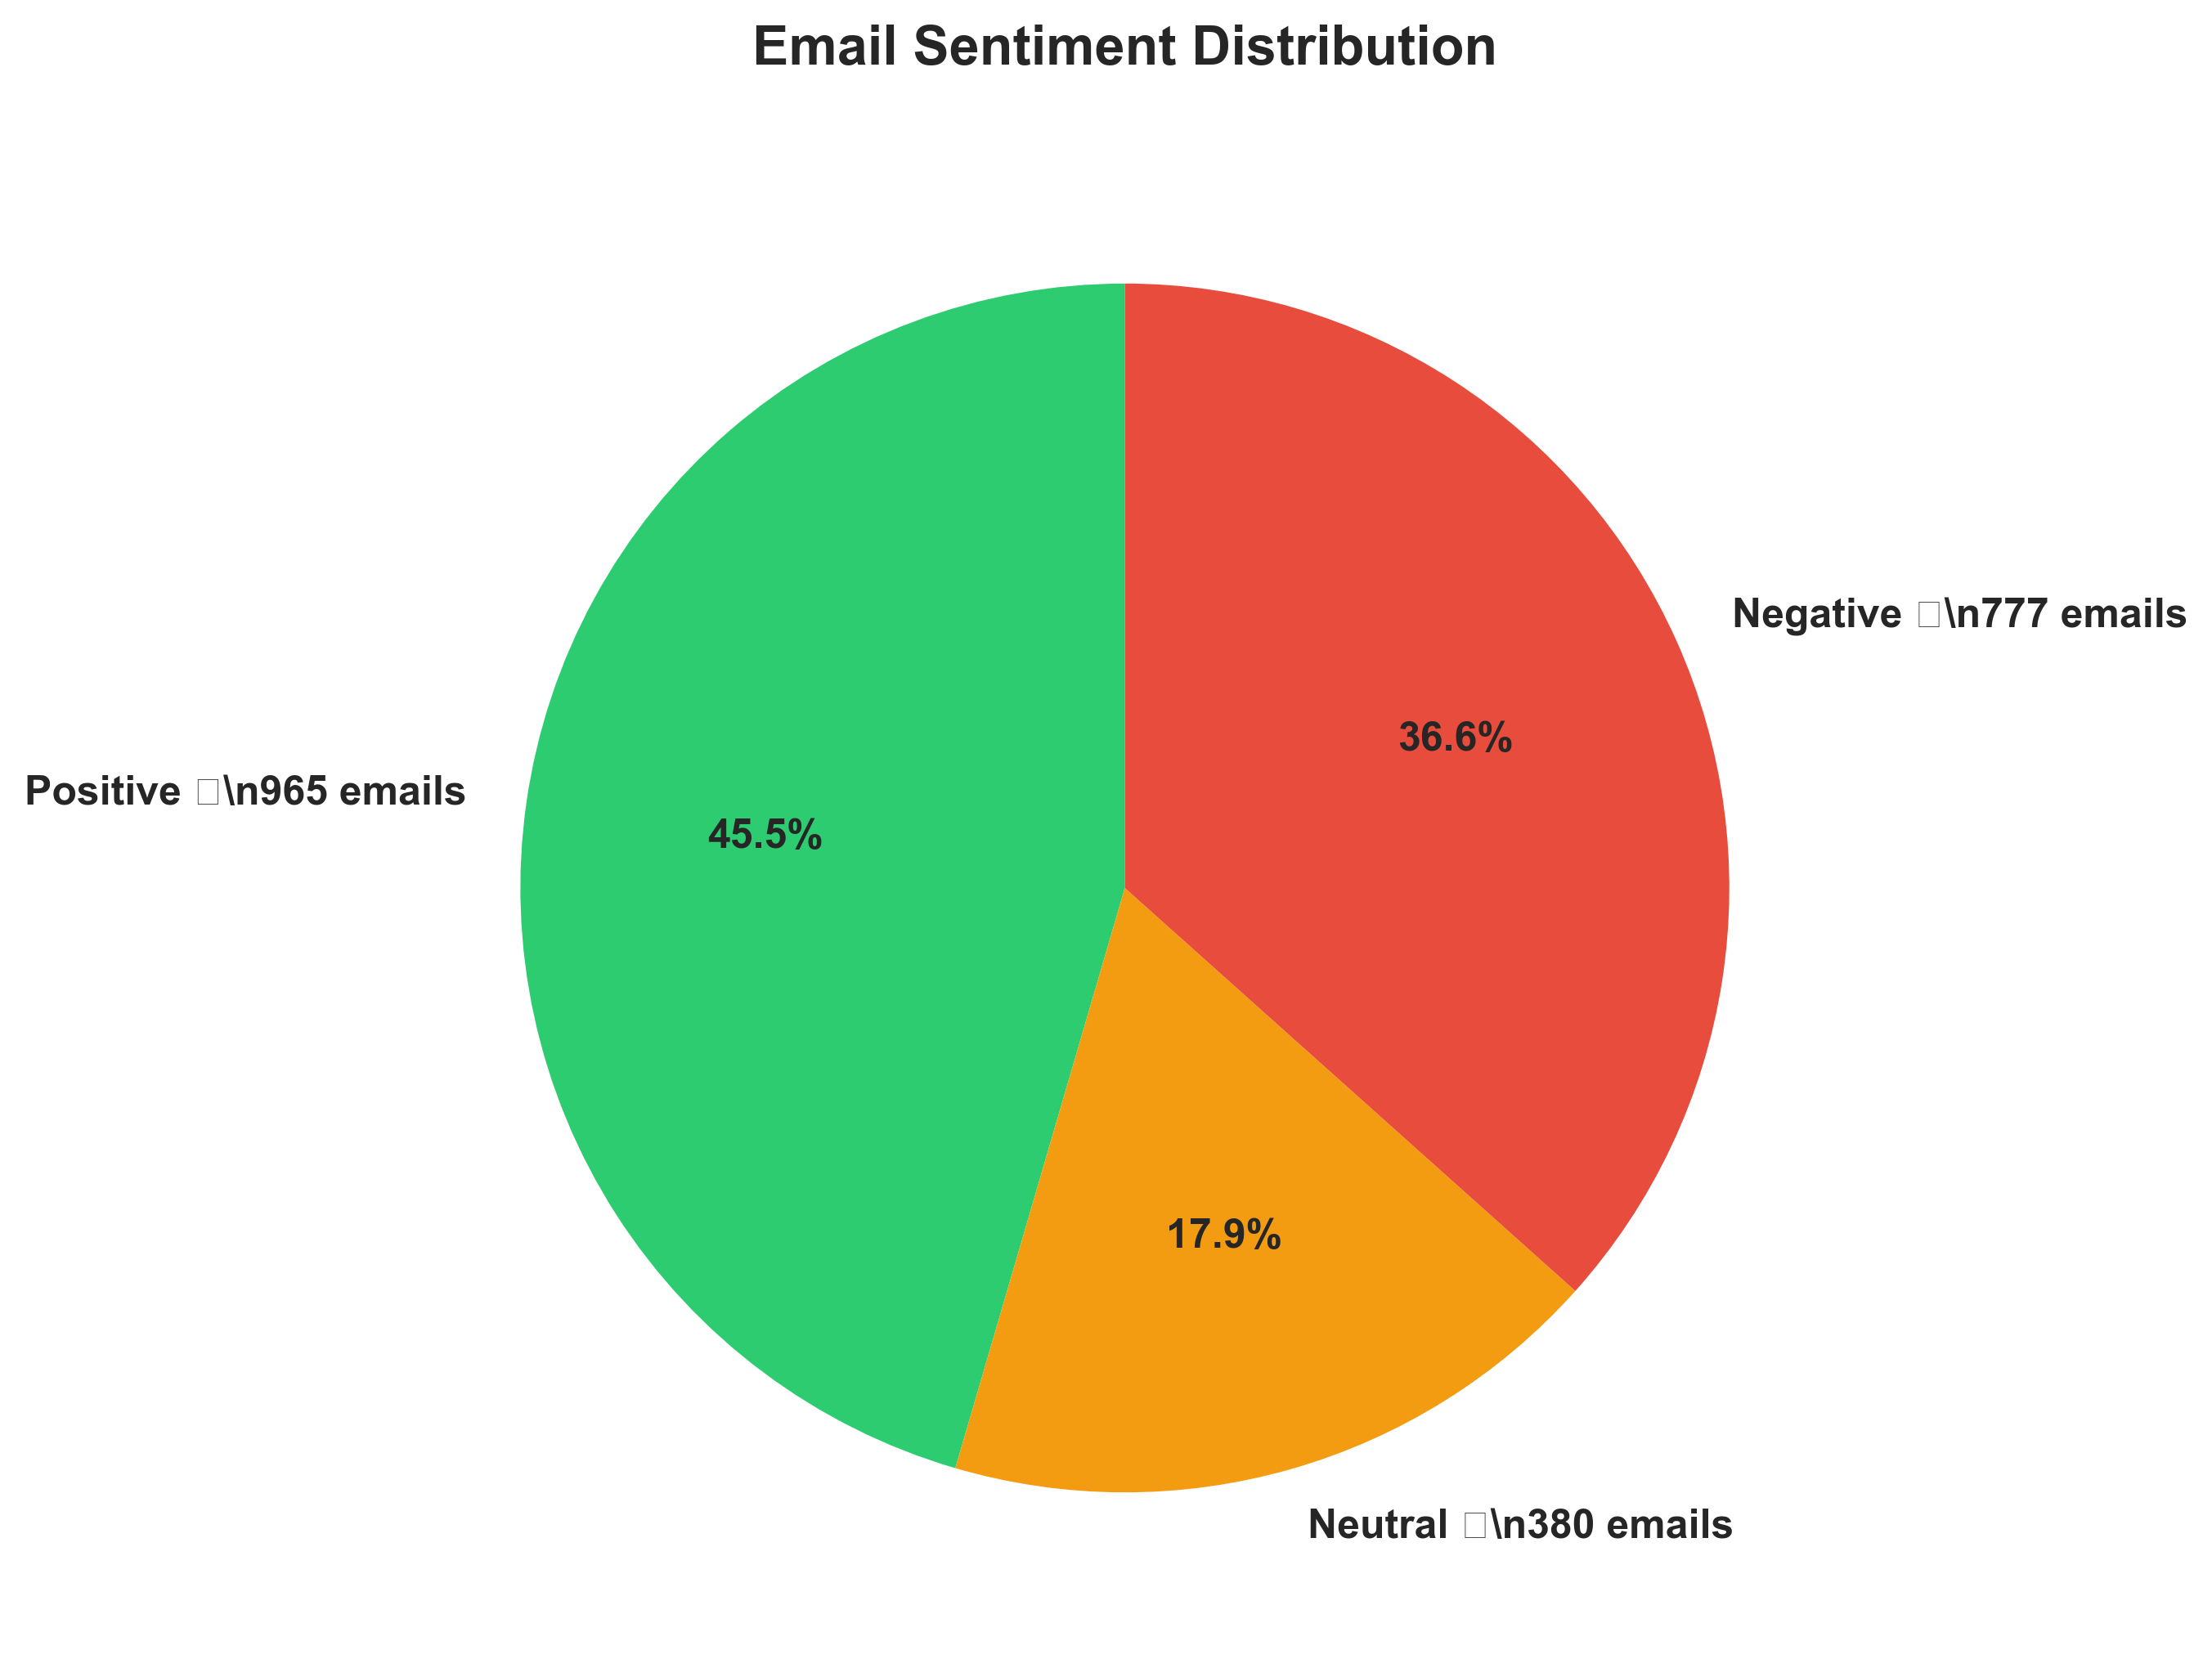 Email Sentiment Distribution
Negative □\n777 emails
36.6%
Positive □\n965 emails
45.5%
17.9%
Neutral □\n380 emails